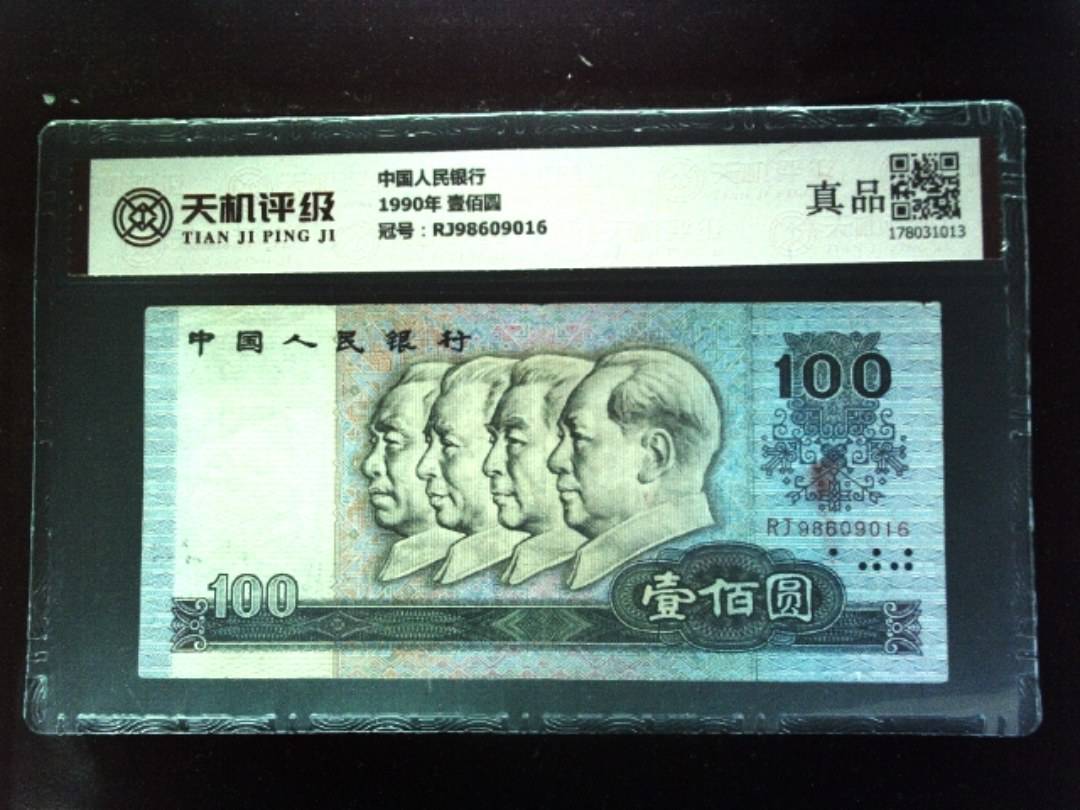 天机评级
TIAN JI PING JI
中国人民银行
1990年 壹佰圆
冠号：RJ98609016
真品
178031013
中国人民银行
100
RJ98609016
100
壹佰圆